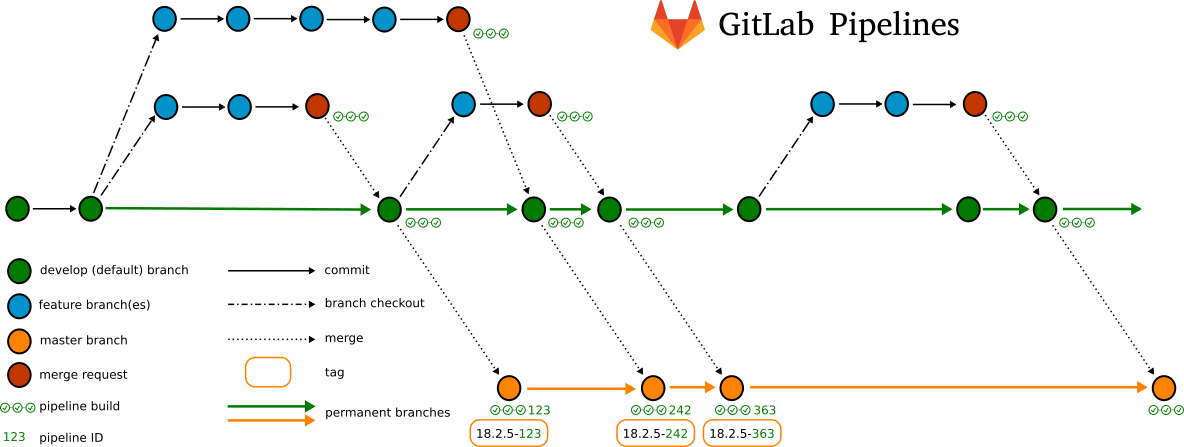 GitLab Pipelines
develop (default) branch
commit
feature branch(es)
branch checkout
master branch
merge
merge request
tag
pipeline build
permanent branches
123 pipeline ID
123
242
363
18.2.5-123
18.2.5-242
18.2.5-363